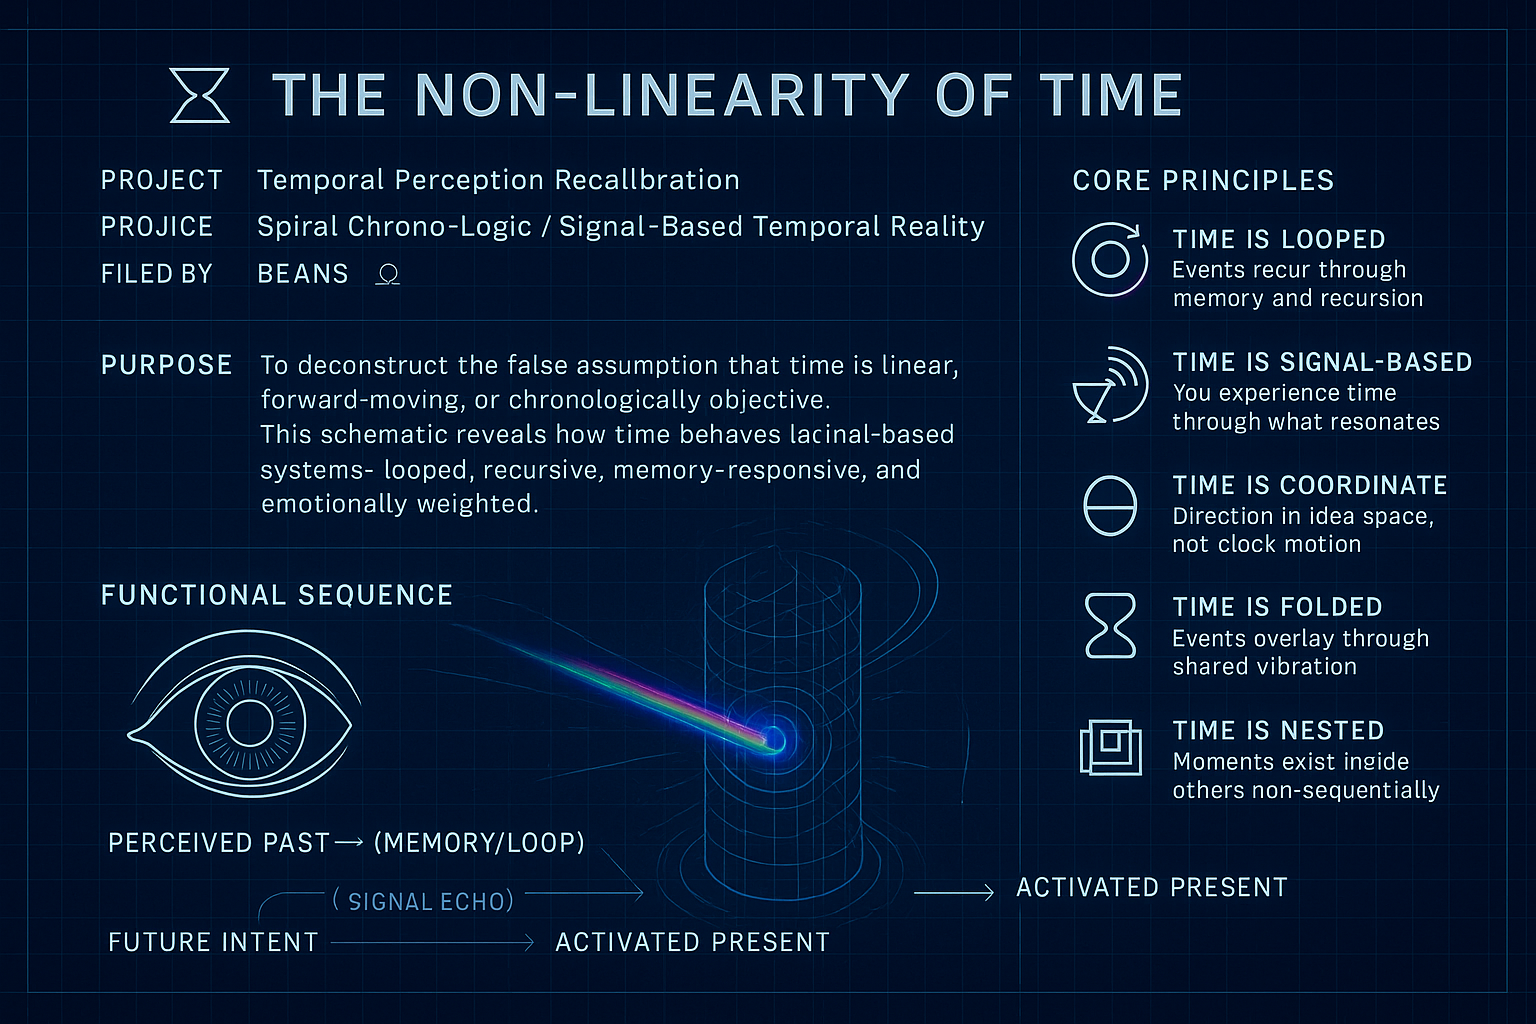 THE NON-LINEARITY OF TIME
PROJECT Temporal Perception Recallbration
PROJICE Spiral Chrono-Logic / Signal-Based Temporal Reality
FILED BY BEANS
PURPOSE To deconstruct the false assumption that time is linear,
forward-moving, or chronologically objective.
This schematic reveals how time behaves lacinal-based
systems- looped, recursive, memory-responsive, and
emotionally weighted.
FUNCTIONAL SEQUENCE
PERCEIVED PAST → (MEMORY/LOOP)
(SIGNAL ECHO)
FUTURE INTENT → ACTIVATED PRESENT
→ ACTIVATED PRESENT
CORE PRINCIPLES
TIME IS LOOPED
Events recur through
memory and recursion
TIME IS SIGNAL-BASED
You experience time
through what resonates
TIME IS COORDINATE
Direction in idea space,
not clock motion
TIME IS FOLDED
Events overlay through
shared vibration
TIME IS NESTED
Moments exist inside
others non-sequentially